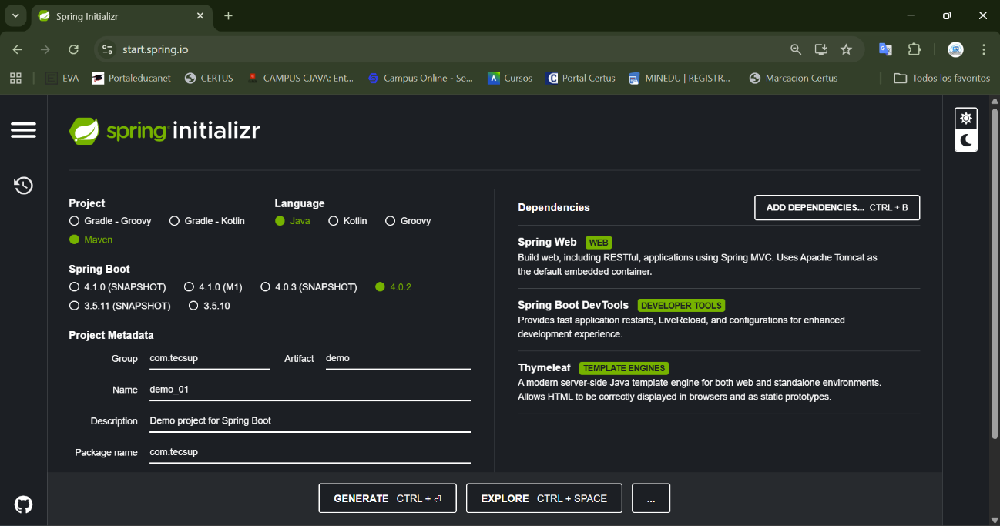 Spring Initializr
start.spring.io
EVA
Portaleducanet
CERTUS
CAMPUS CJAVA: Ent...
Campus Online - Se...
Cursos
Portal Certus
MINEDU | REGISTR...
Marcacion Certus
Todos los favoritos
spring initializr
Project
Gradle - Groovy
Gradle - Kotlin
Maven
Language
Java
Kotlin
Groovy
Spring Boot
4.1.0 (SNAPSHOT)
4.1.0 (M1)
4.0.3 (SNAPSHOT)
4.0.2
3.5.11 (SNAPSHOT)
3.5.10
Project Metadata
Group com.tecsup
Artifact demo
Name demo_01
Description Demo project for Spring Boot
Package name com.tecsup
Dependencies
ADD DEPENDENCIES... CTRL + B
Spring Web WEB
Build web, including RESTful, applications using Spring MVC. Uses Apache Tomcat as
the default embedded container.
Spring Boot DevTools DEVELOPER TOOLS
Provides fast application restarts, LiveReload, and configurations for enhanced
development experience.
Thymeleaf TEMPLATE ENGINES
A modern server-side Java template engine for both web and standalone environments.
Allows HTML to be correctly displayed in browsers and as static prototypes.
GENERATE CTRL + ⏎
EXPLORE CTRL + SPACE
...